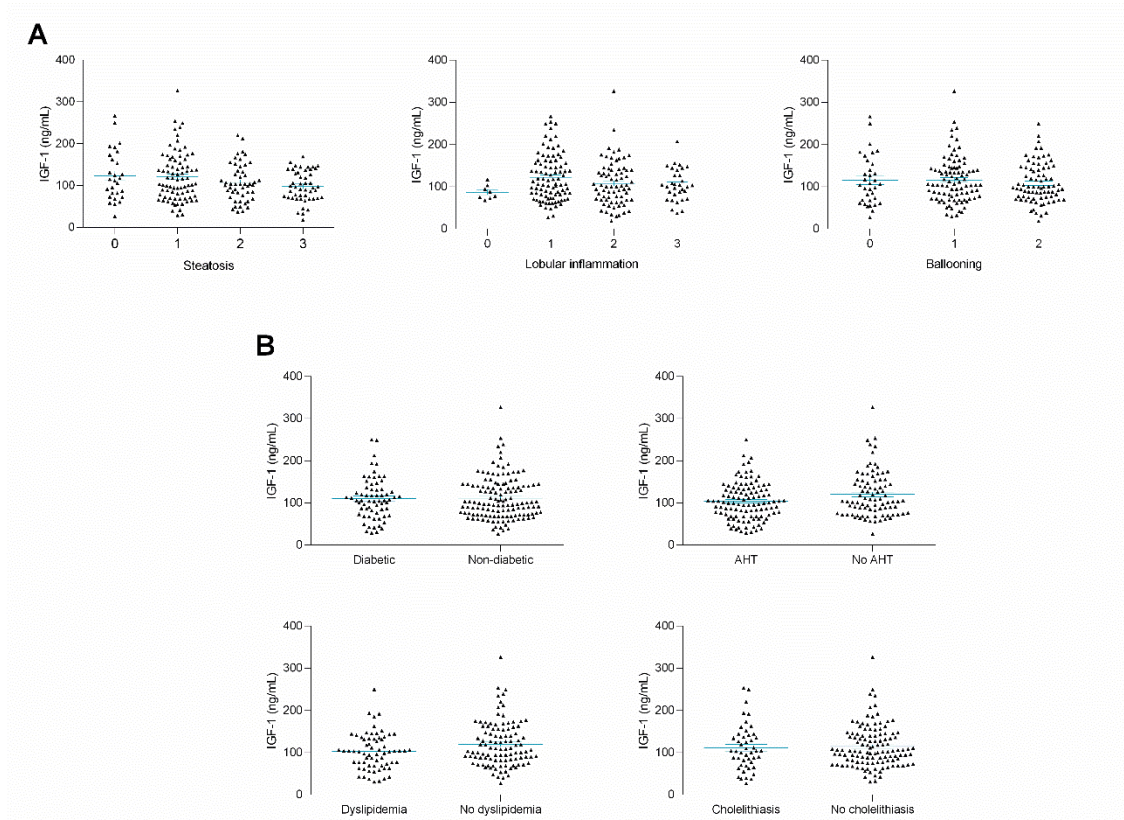 A
400
300
200
100
0
IGF-1 (ng/mL)
0 1 2 3
Steatosis
400
300
200
100
0
IGF-1 (ng/mL)
0 1 2 3
Lobular inflammation
400
300
200
100
0
IGF-1 (ng/mL)
0 1 2
Ballooning
B
400
300
200
100
0
IGF-1 (ng/mL)
Diabetic Non-diabetic
400
300
200
100
0
IGF-1 (ng/mL)
AHT No AHT
400
300
200
100
0
IGF-1 (ng/mL)
Dyslipidemia No dyslipidemia
400
300
200
100
0
IGF-1 (ng/mL)
Cholelithiasis No cholelithiasis